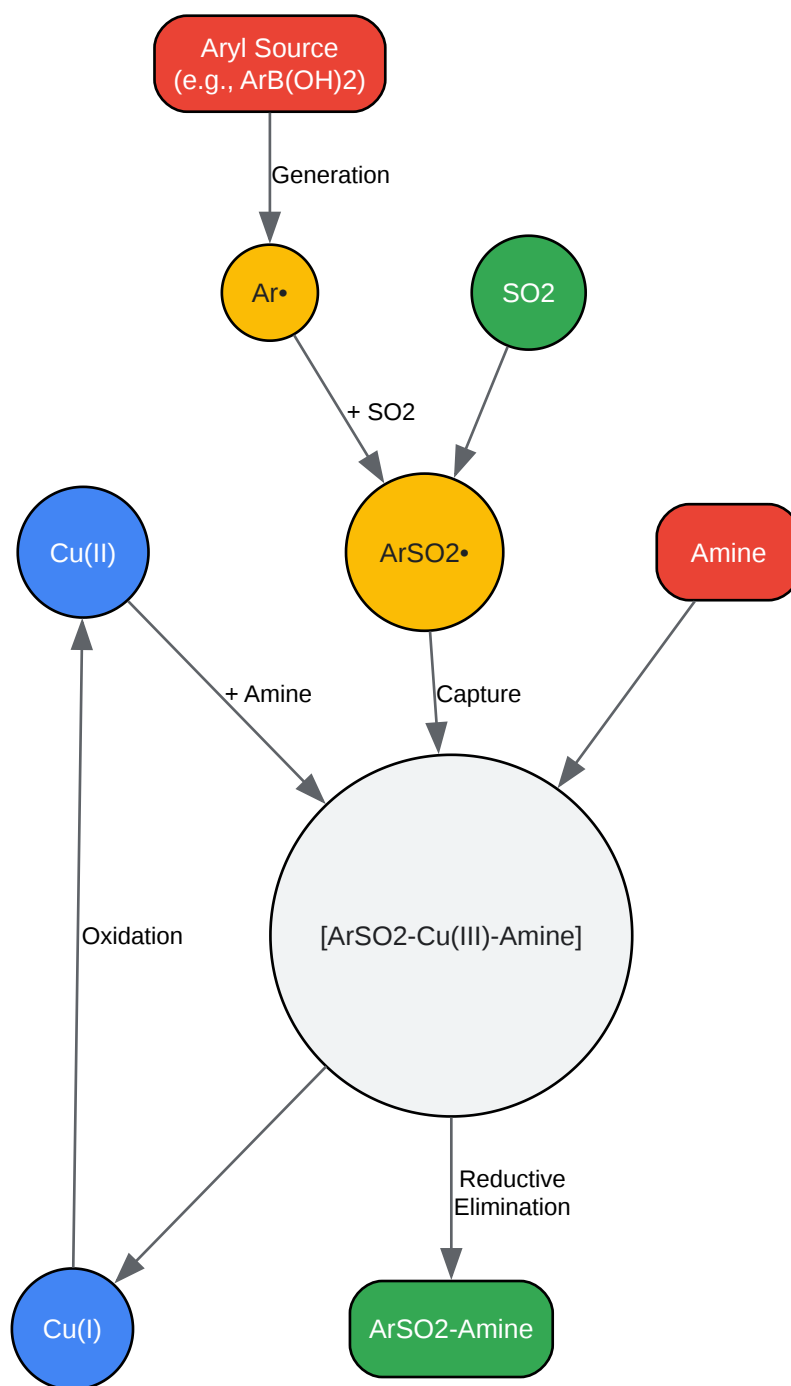 Aryl Source
(e.g., ArB(OH)2)
Generation
Ar•
SO2
+ SO2
Cu(II)
ArSO2•
Amine
+ Amine
Capture
Oxidation
[ArSO2-Cu(III)-Amine]
Reductive
Elimination
Cu(I)
ArSO2-Amine